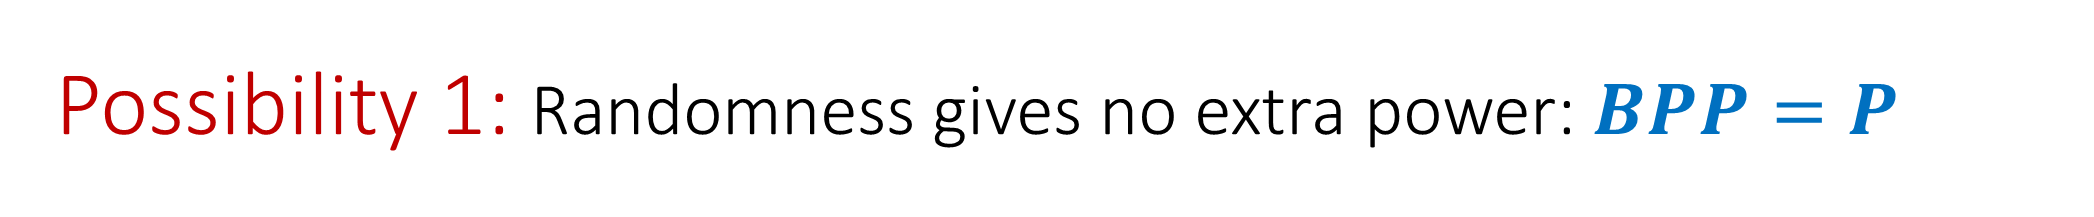 Possibility 1: Randomness gives no extra power: BPP = P